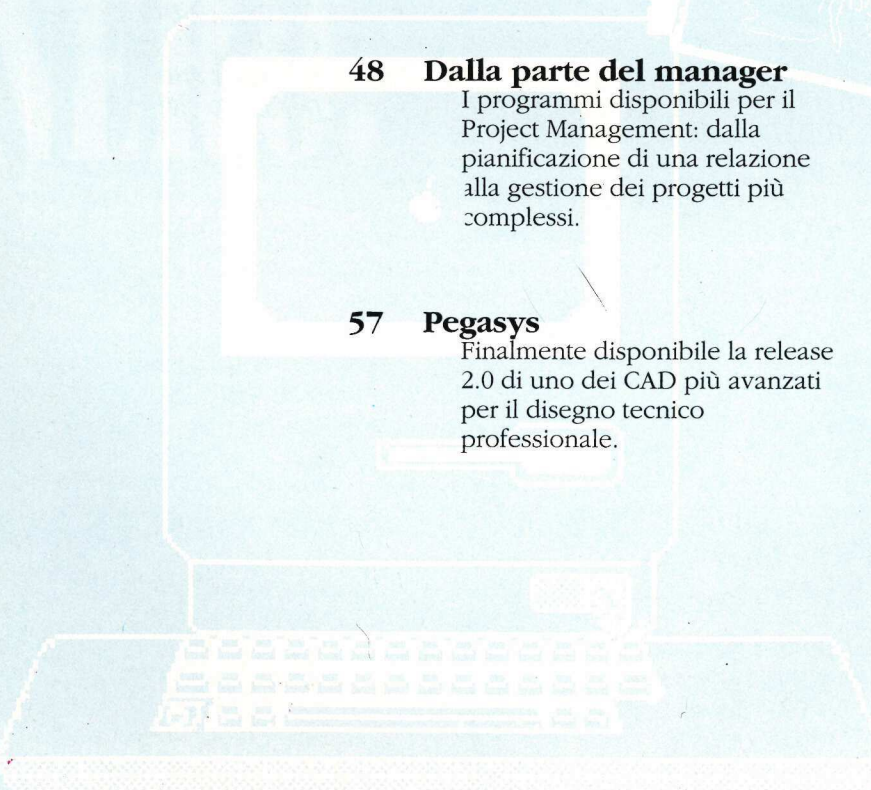 48 Dalla parte del manager
I programmi disponibili per il
Project Management: dalla
pianificazione di una relazione
alla gestione dei progetti più
complessi.
57 Pegasys
Finalmente disponibile la release
2.0 di uno dei CAD più avanzati
per il disegno tecnico
professionale.